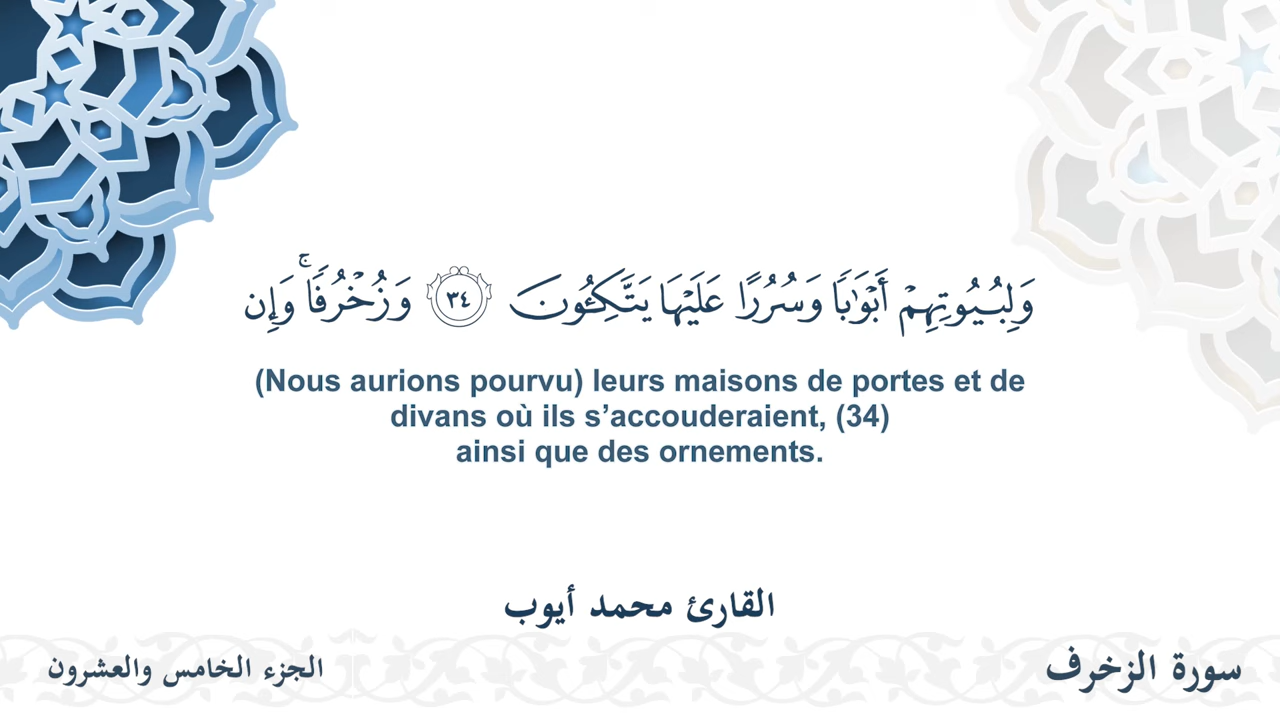 وَلِبُيُوتِهِمْ أَبْوَٰبًا وَسُرُرًا عَلَيْهَا يَتَّكِـُٔونَ ٣٤ وَزُخْرُفًا ۚ وَإِن
(Nous aurions pourvu) leurs maisons de portes et de
divans où ils s’accouderaient, (34)
ainsi que des ornements.
القارئ محمد أيوب
سورة الزخرف
الجزء الخامس والعشرون